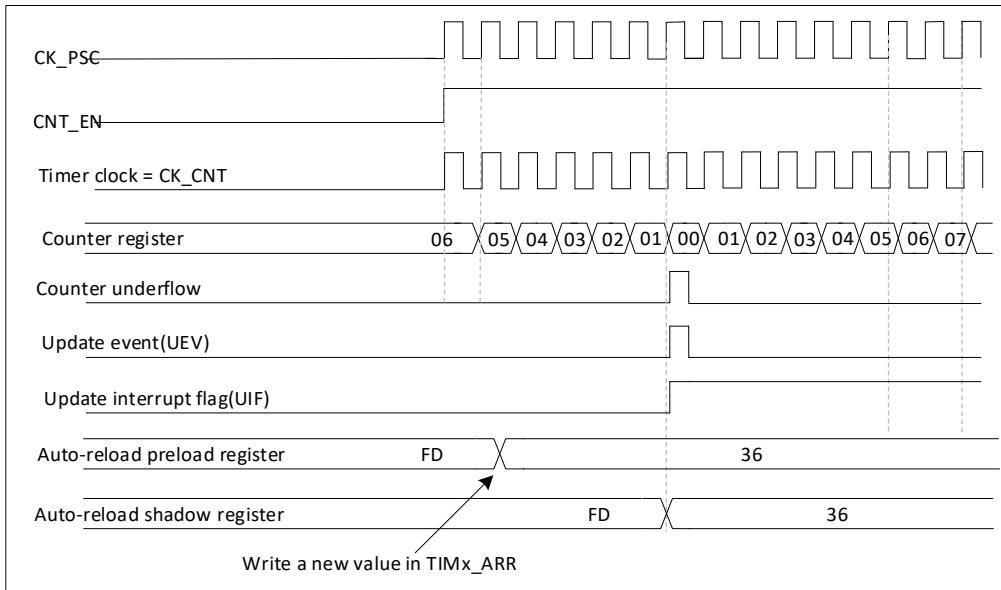 CK_PSC
CNT_EN
Timer clock = CK_CNT
Counter register 06 05 04 03 02 01 00 01 02 03 04 05 06 07
Counter underflow
Update event(UEV)
Update interrupt flag(UIF)
Auto-reload preload register FD 36
Auto-reload shadow register FD 36
Write a new value in TIMx_ARR